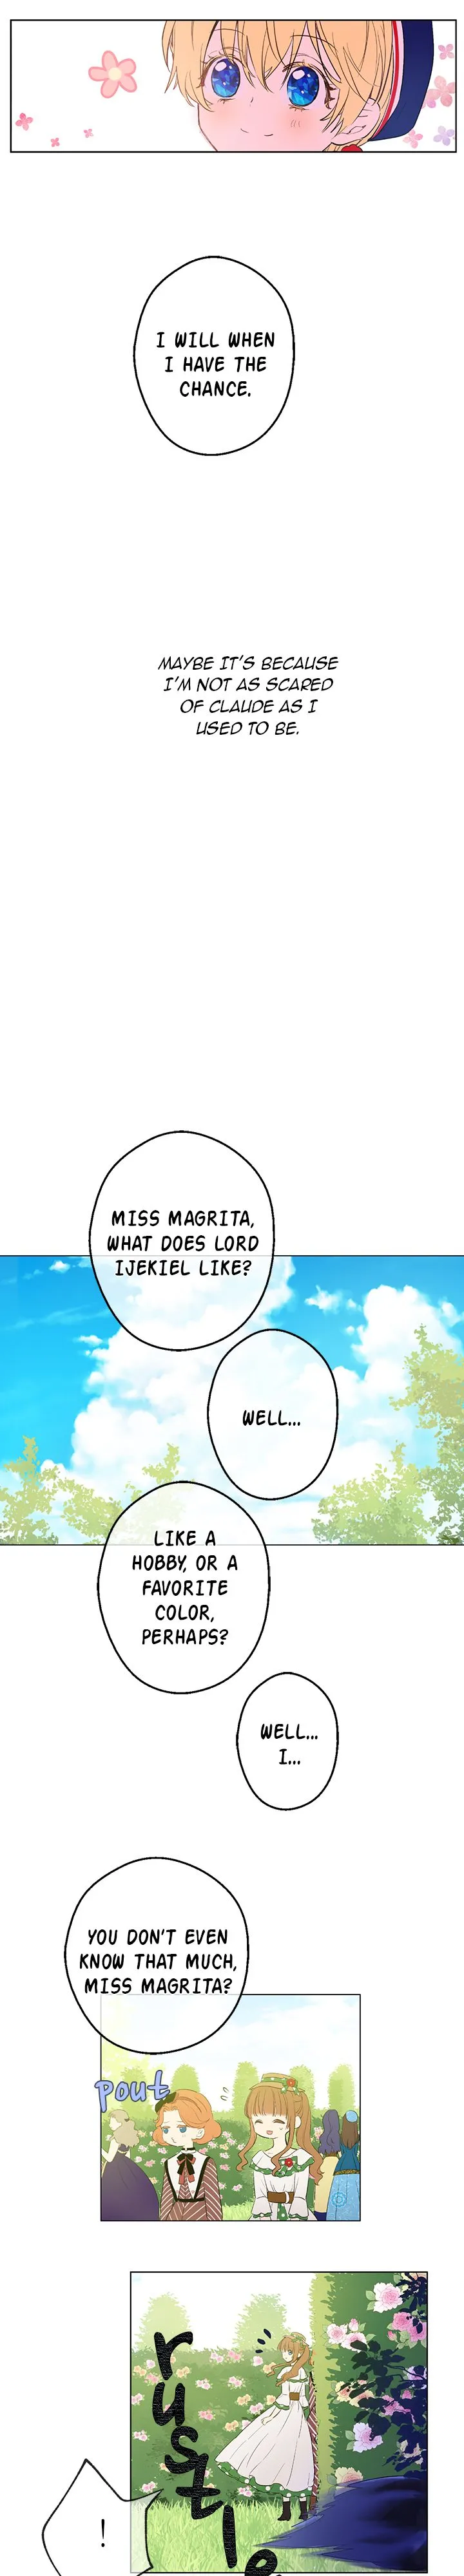 I WILL WHEN
I HAVE THE
CHANCE.
MAYBE IT'S BECAUSE
I'M NOT AS SCARED
OF CLAUDE AS I
USED TO BE.
MISS MAGRITA,
WHAT DOES LORD
IJEKIEL LIKE?
WELL...
LIKE A
HOBBY, OR A
FAVORITE
COLOR,
PERHAPS?
WELL...
I...
YOU DON'T EVEN
KNOW THAT MUCH,
MISS MAGRITA?
pout
rustle
!